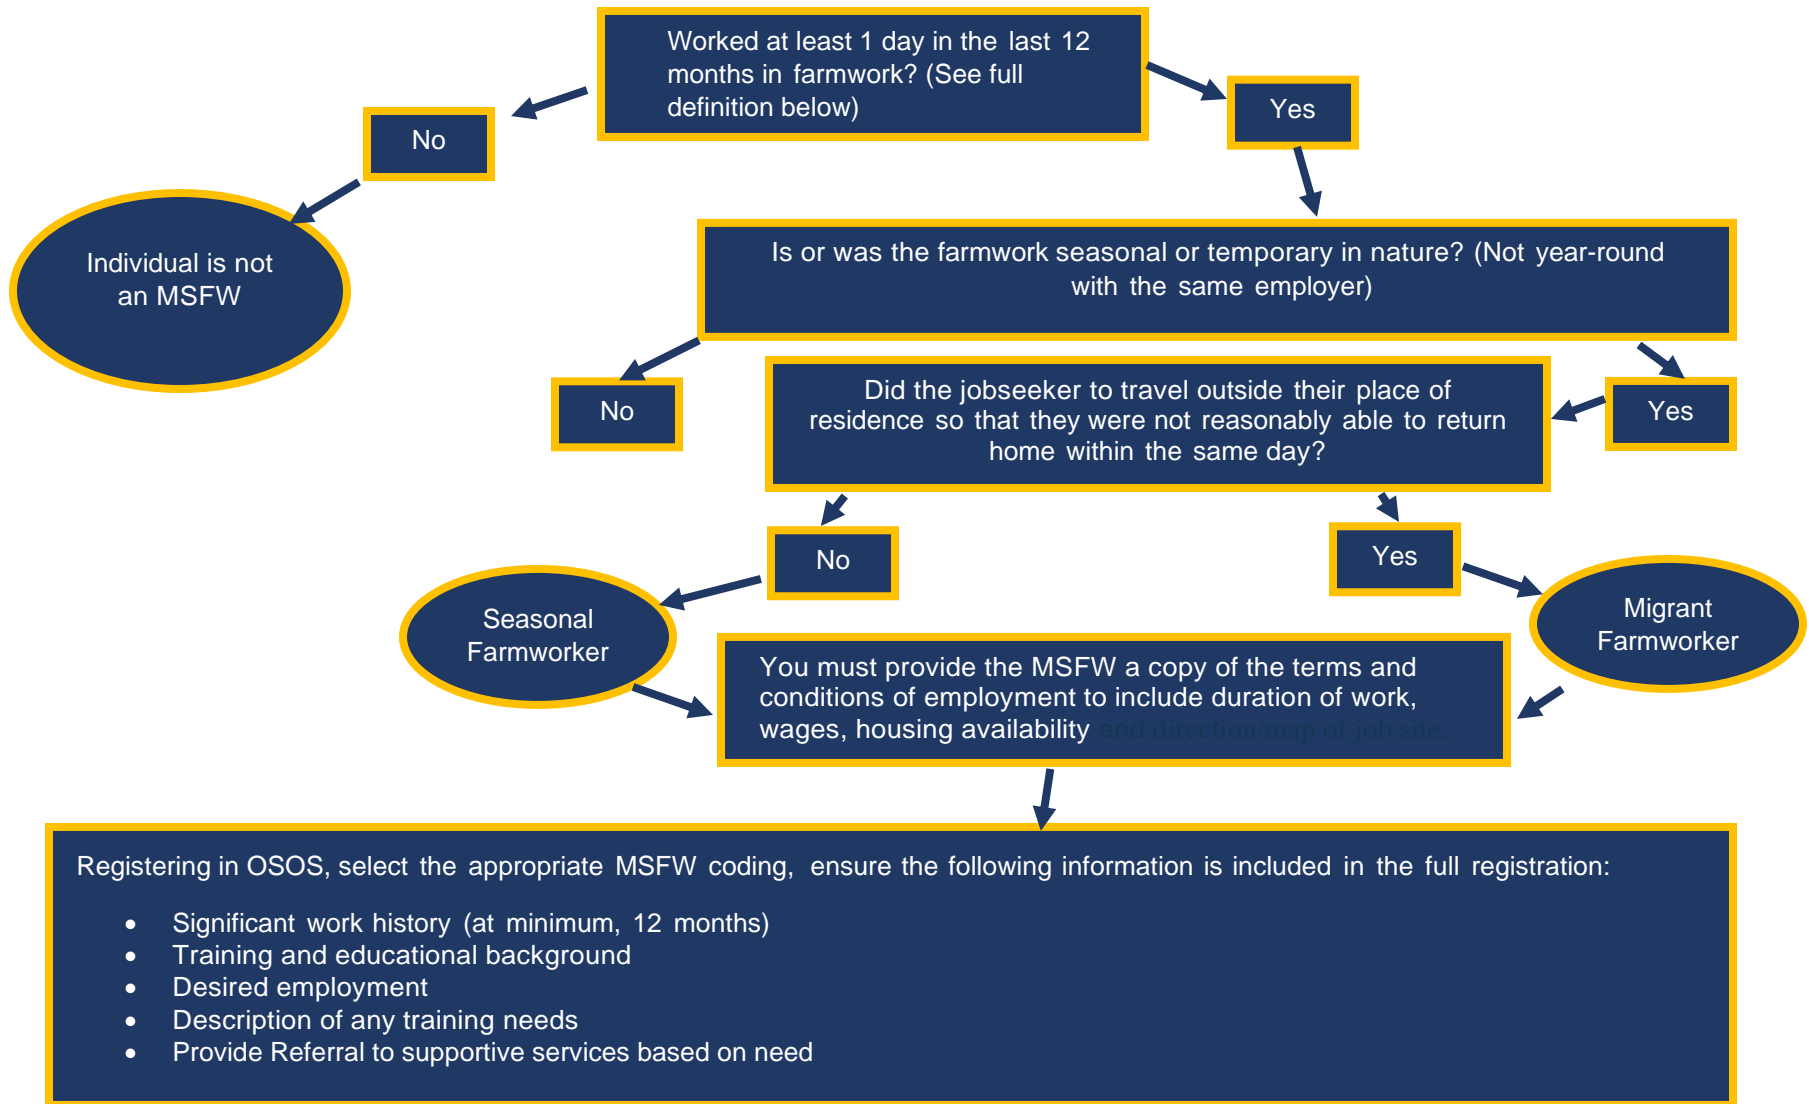 Worked at least 1 day in the last 12
months in farmwork? (See full
definition below)
Yes
No
Individual is not
an MSFW
Is or was the farmwork seasonal or temporary in nature? (Not year-round
with the same employer)
No
Yes
Did the jobseeker to travel outside their place of
residence so that they were not reasonably able to return
home within the same day?
No
Yes
Seasonal
Farmworker
Migrant
Farmworker
You must provide the MSFW a copy of the terms and
conditions of employment to include duration of work,
wages, housing availability and direction/map of job site.
Registering in OSOS, select the appropriate MSFW coding, ensure the following information is included in the full registration:
• Significant work history (at minimum, 12 months)
• Training and educational background
• Desired employment
• Description of any training needs
• Provide Referral to supportive services based on need